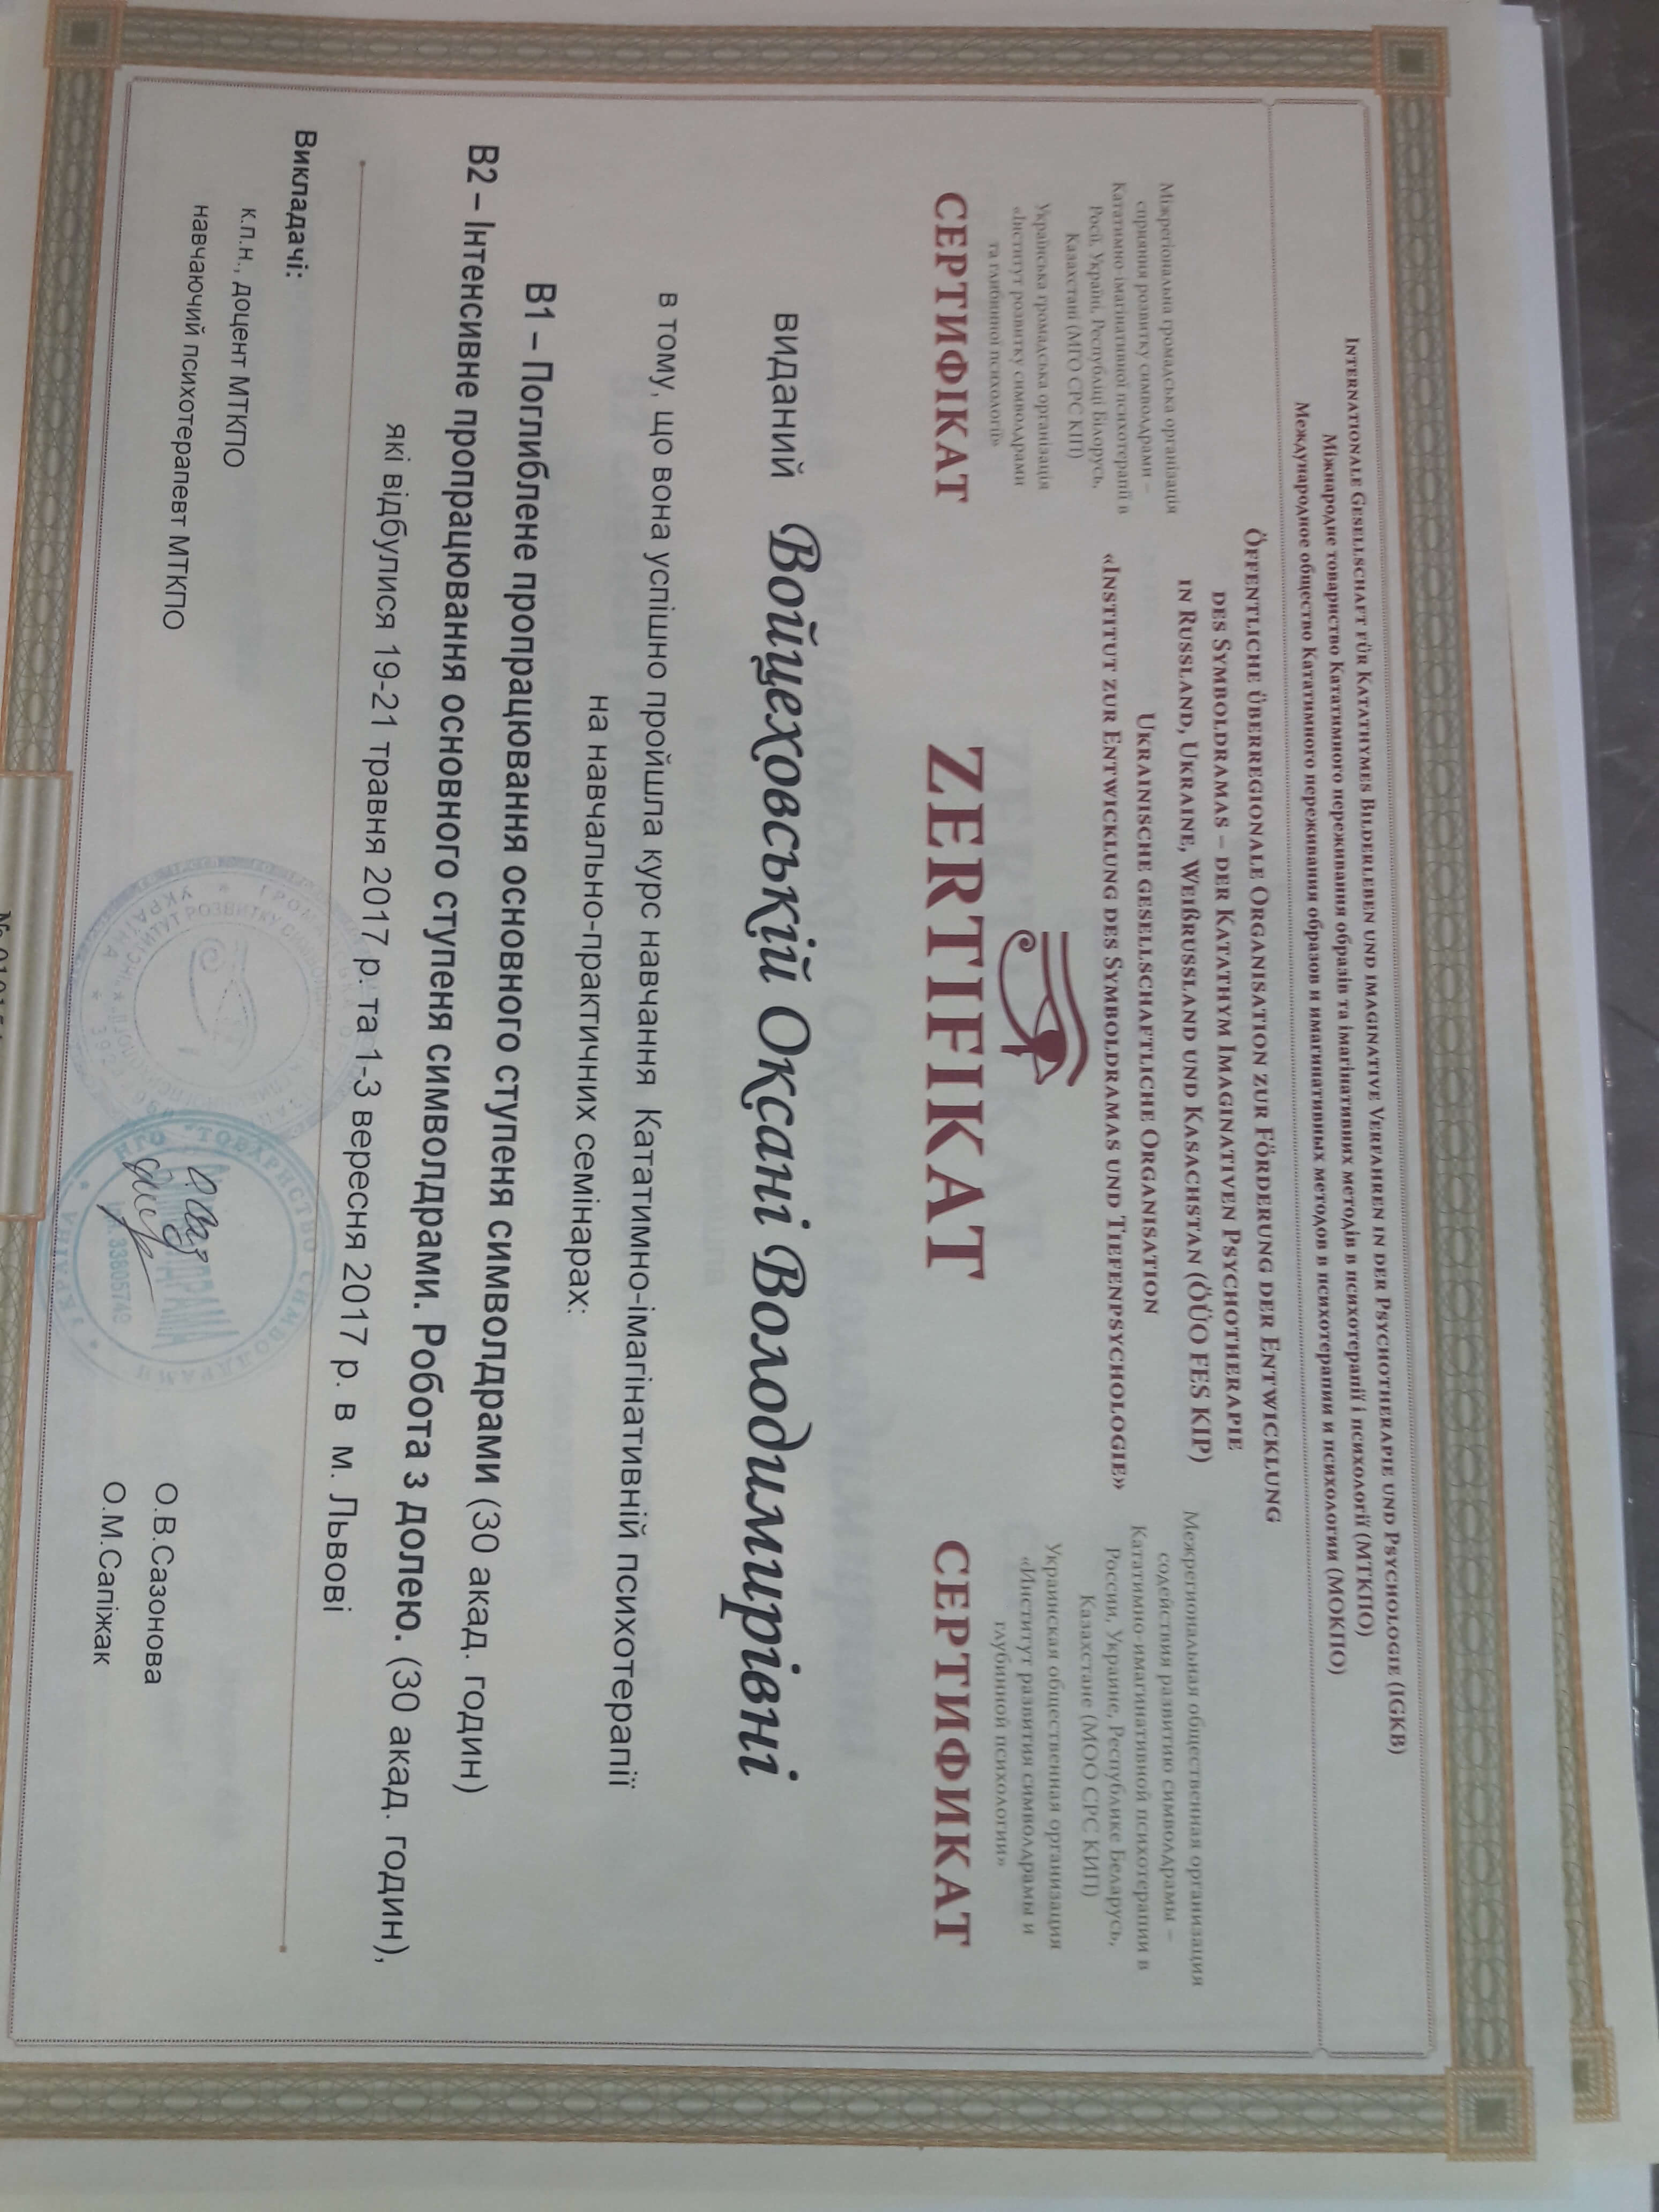 INTERNATIONALE GESELLSCHAFT FÜR KATATHYMES BILDERLEBEN UND IMAGINATIVE VERFAHREN IN DER PSYCHOTHERAPIE UND PSYCHOLOGIE (IGKB)
Міжнародне товариство Кататимного переживання образів та імагінативних методів в психотерапії і психології (МТКПО)
Международное общество Кататимного переживания образов и имагинативных методов в психотерапии и психологии (МОКПО)
ÖFFENTLICHE ÜBERREGIONALE ORGANISATION ZUR FÖRDERUNG DER ENTWICKLUNG
DES SYMBOLDRAMAS – DER KATATHYM IMAGINATIVEN PSYCHOTHERAPIE
IN RUSSLAND, UKRAINE, WEIßRUSSLAND UND KASACHSTAN (ÖÜO FES KIP)
UKRAINISCHE GESELLSCHAFTLICHE ORGANISATION
«INSTITUT ZUR ENTWICKLUNG DES SYMBOLDRAMAS UND TIEFENPSYCHOLOGIE»
Міжрегіональна громадська організація
сприяння розвитку символдрами –
Кататимно-імагінативної психотерапії в
Росії, Україні, Республіці Білорусь,
Казахстані (МГО СРС КІП)
Українська громадська організація
«Інститут розвитку символдрами
та глибинної психології»
Межрегиональная общественная организация
содействия развитию символдрамы –
Кататимно-имагинативной психотерапии в
России, Украине, Республике Беларусь,
Казахстане (МОО СРС КИП)
Украинская общественная организация
«Институт развития символдрамы и
глубинной психологии»
СЕРТИФІКАТ ZERTIFIKAT СЕРТИФИКАТ
виданий Войцеховській Оксані Володимирівні
в тому, що вона успішно пройшла курс навчання Кататимно-імагінативній психотерапії
на навчально-практичних семінарах:
В1 – Поглиблене пропрацювання основного ступеня символдрами (30 акад. годин)
В2 – Інтенсивне пропрацювання основного ступеня символдрами. Робота з долею. (30 акад. годин),
які відбулися 19-21 травня 2017 р. та 1-3 вересня 2017 р. в м. Львові
Викладачі:
к.п.н., доцент МТКПО О.В.Сазонова
навчаючий психотерапевт МТКПО О.М.Сапіжак
ТОВАРИСТВО СИМВОЛДРАМИ
УКРАЇНА
33605749